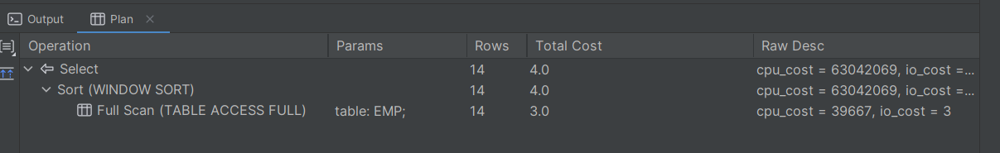 Output Plan
Operation Params Rows Total Cost Raw Desc
Select 14 4.0 cpu_cost = 63042069, io_cost =...
Sort (WINDOW SORT) 14 4.0 cpu_cost = 63042069, io_cost =...
Full Scan (TABLE ACCESS FULL) table: EMP; 14 3.0 cpu_cost = 39667, io_cost = 3